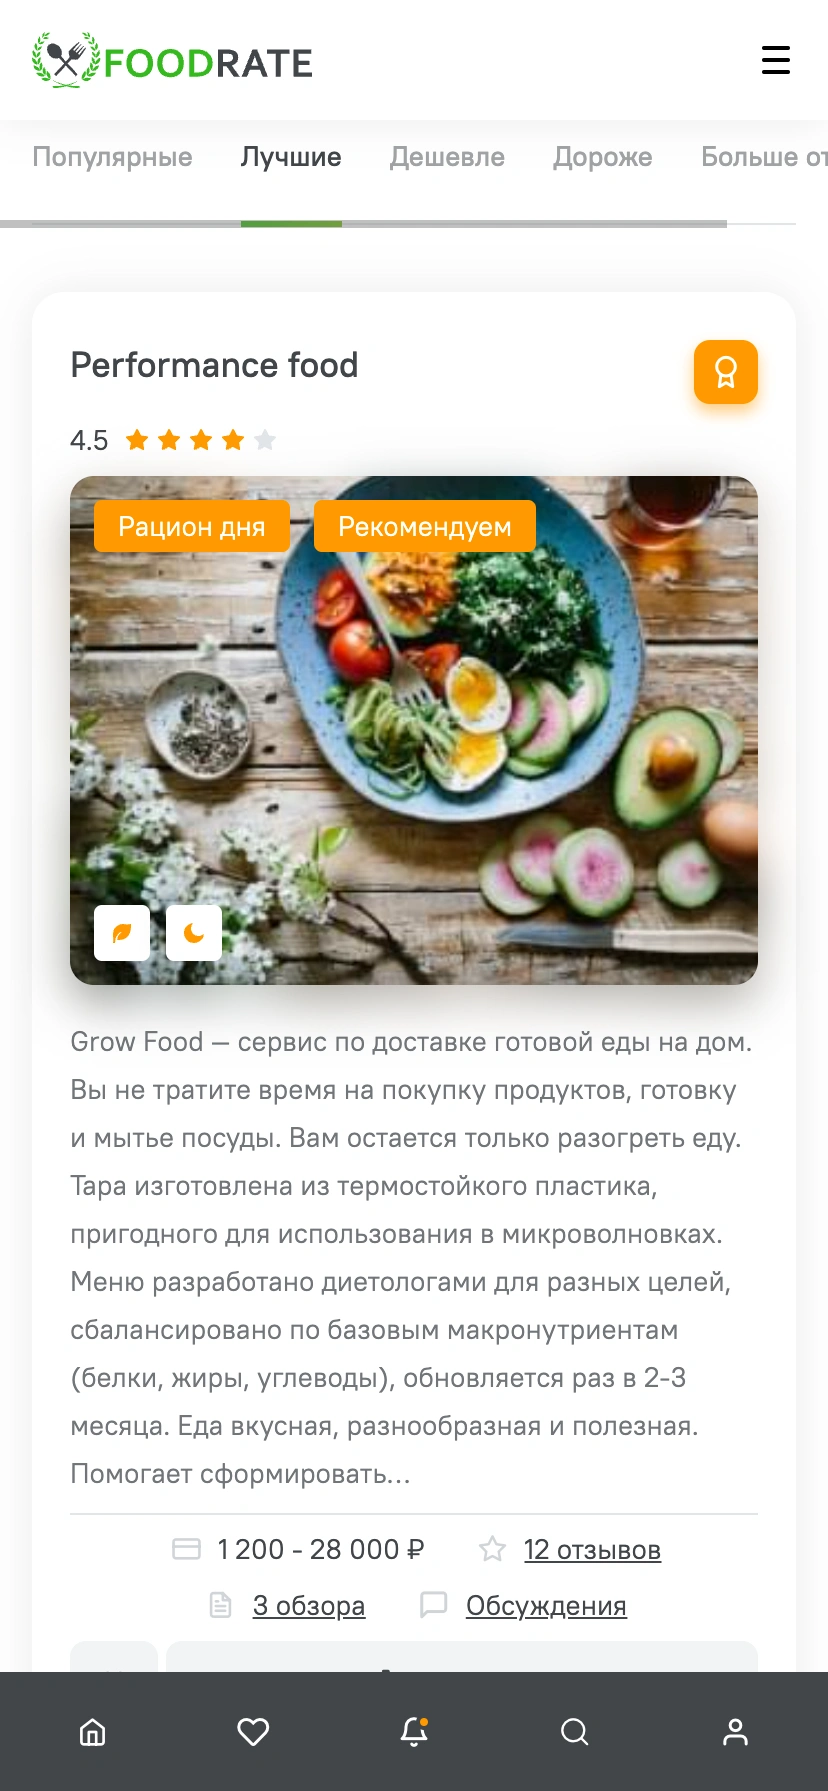 FOODRATE
Популярные Лучшие Дешевле Дороже Больше от
Performance food
4.5
Рацион дня Рекомендуем
Grow Food — сервис по доставке готовой еды на дом.
Вы не тратите время на покупку продуктов, готовку
и мытье посуды. Вам остается только разогреть еду.
Тара изготовлена из термостойкого пластика,
пригодного для использования в микроволновках.
Меню разработано диетологами для разных целей,
сбалансировано по базовым макронутриентам
(белки, жиры, углеводы), обновляется раз в 2-3
месяца. Еда вкусная, разнообразная и полезная.
Помогает сформировать...
1 200 - 28 000 ₽ 12 отзывов
3 обзора Обсуждения